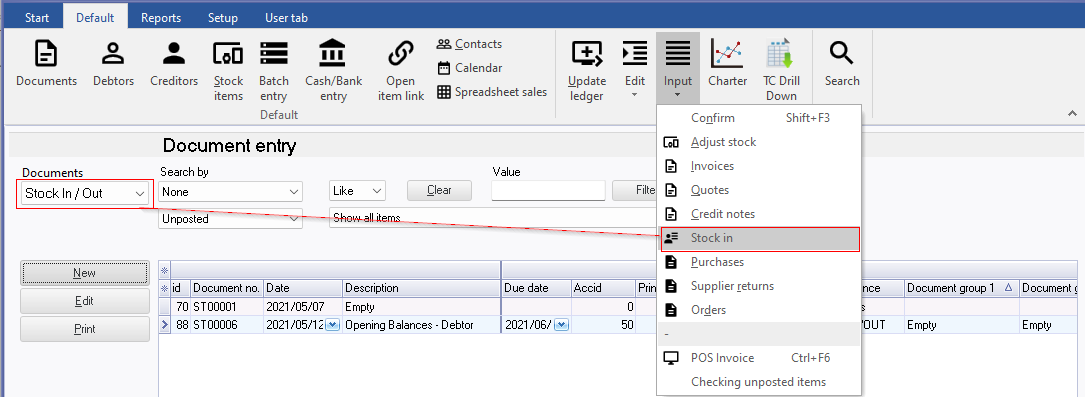 Start Default Reports Setup User tab
Documents Debtors Creditors Stock items Batch entry Cash/Bank entry Open item link
Contacts
Calendar
Spreadsheet sales
Update ledger Edit Input Charter TC Drill Down Search
Default
Confirm Shift+F3
Adjust stock
Invoices
Quotes
Credit notes
Stock in
Purchases
Supplier returns
Orders
-
POS Invoice Ctrl+F6
Checking unposted items
Document entry
Documents Search by Value
Stock In / Out None Like Clear Filte
Unposted Show all items
New
Edit
Print
id Document no. Date Description Due date Accid Prin nce Document group 1 Document g
70 ST00001 2021/05/07 Empty 0 s
88 ST00006 2021/05/12 Opening Balances - Debtor 2021/06/ 50 /OUT Empty Empty